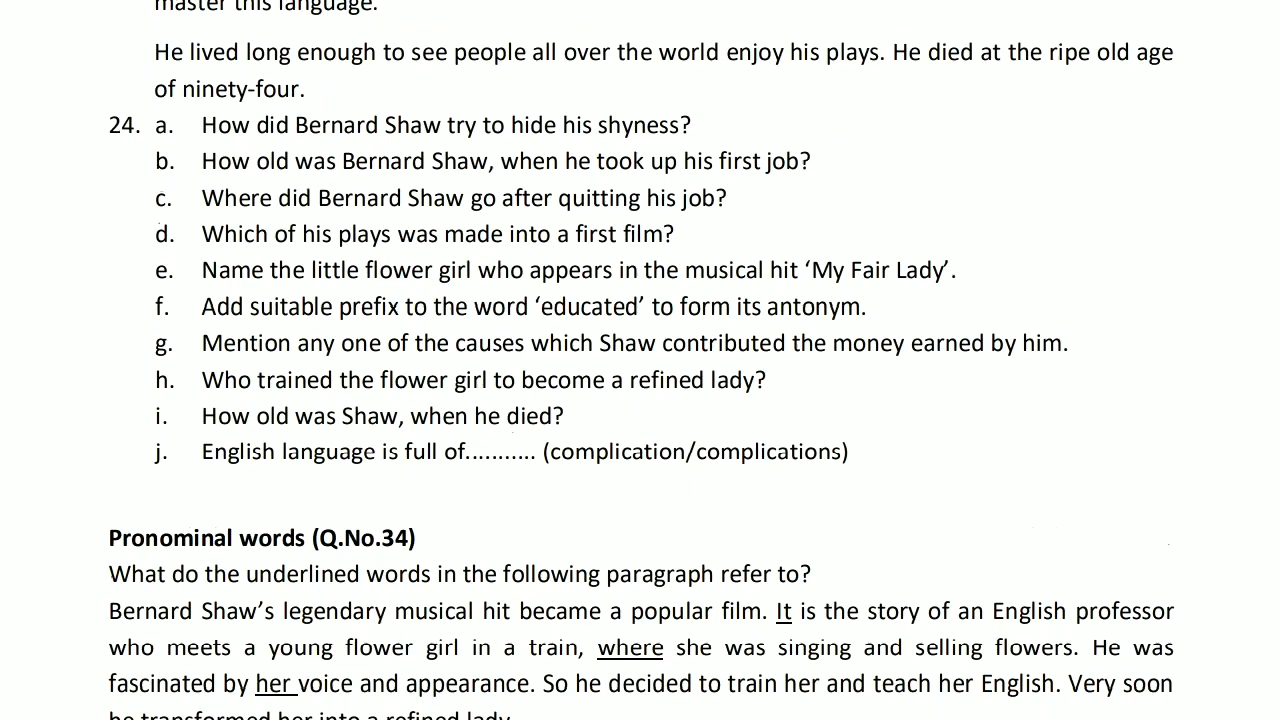 master this language.
He lived long enough to see people all over the world enjoy his plays. He died at the ripe old age
of ninety-four.
24. a. How did Bernard Shaw try to hide his shyness?
b. How old was Bernard Shaw, when he took up his first job?
c. Where did Bernard Shaw go after quitting his job?
d. Which of his plays was made into a first film?
e. Name the little flower girl who appears in the musical hit ‘My Fair Lady’.
f. Add suitable prefix to the word ‘educated’ to form its antonym.
g. Mention any one of the causes which Shaw contributed the money earned by him.
h. Who trained the flower girl to become a refined lady?
i. How old was Shaw, when he died?
j. English language is full of........... (complication/complications)
Pronominal words (Q.No.34)
What do the underlined words in the following paragraph refer to?
Bernard Shaw’s legendary musical hit became a popular film. It is the story of an English professor
who meets a young flower girl in a train, where she was singing and selling flowers. He was
fascinated by her voice and appearance. So he decided to train her and teach her English. Very soon
he transformed her into a refined lady.